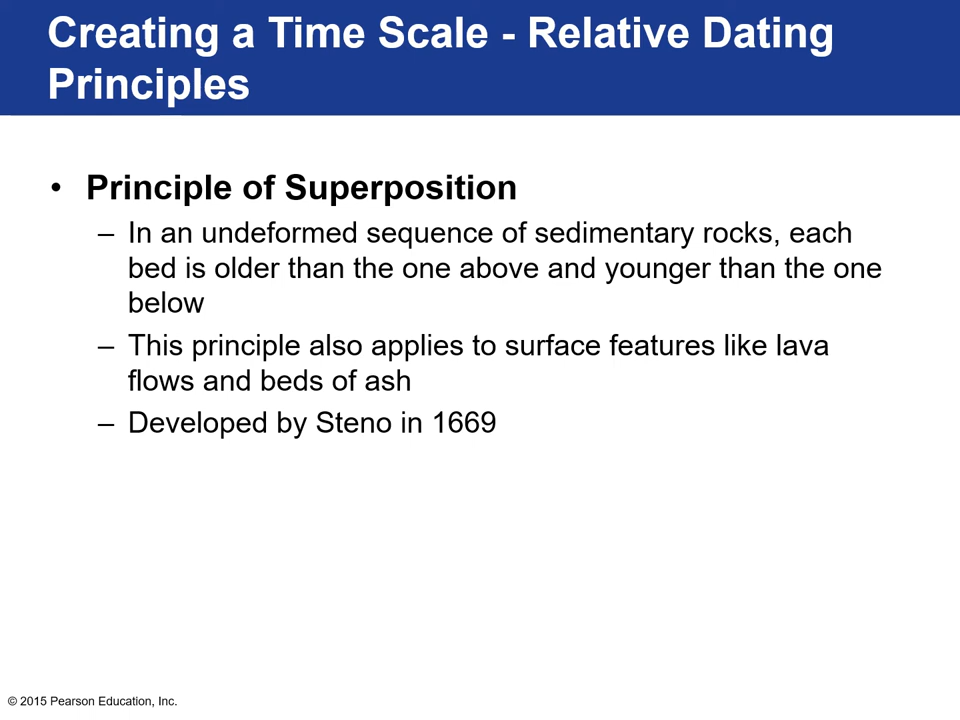 Creating a Time Scale - Relative Dating
Principles
• Principle of Superposition
– In an undeformed sequence of sedimentary rocks, each
bed is older than the one above and younger than the one
below
– This principle also applies to surface features like lava
flows and beds of ash
– Developed by Steno in 1669
© 2015 Pearson Education, Inc.